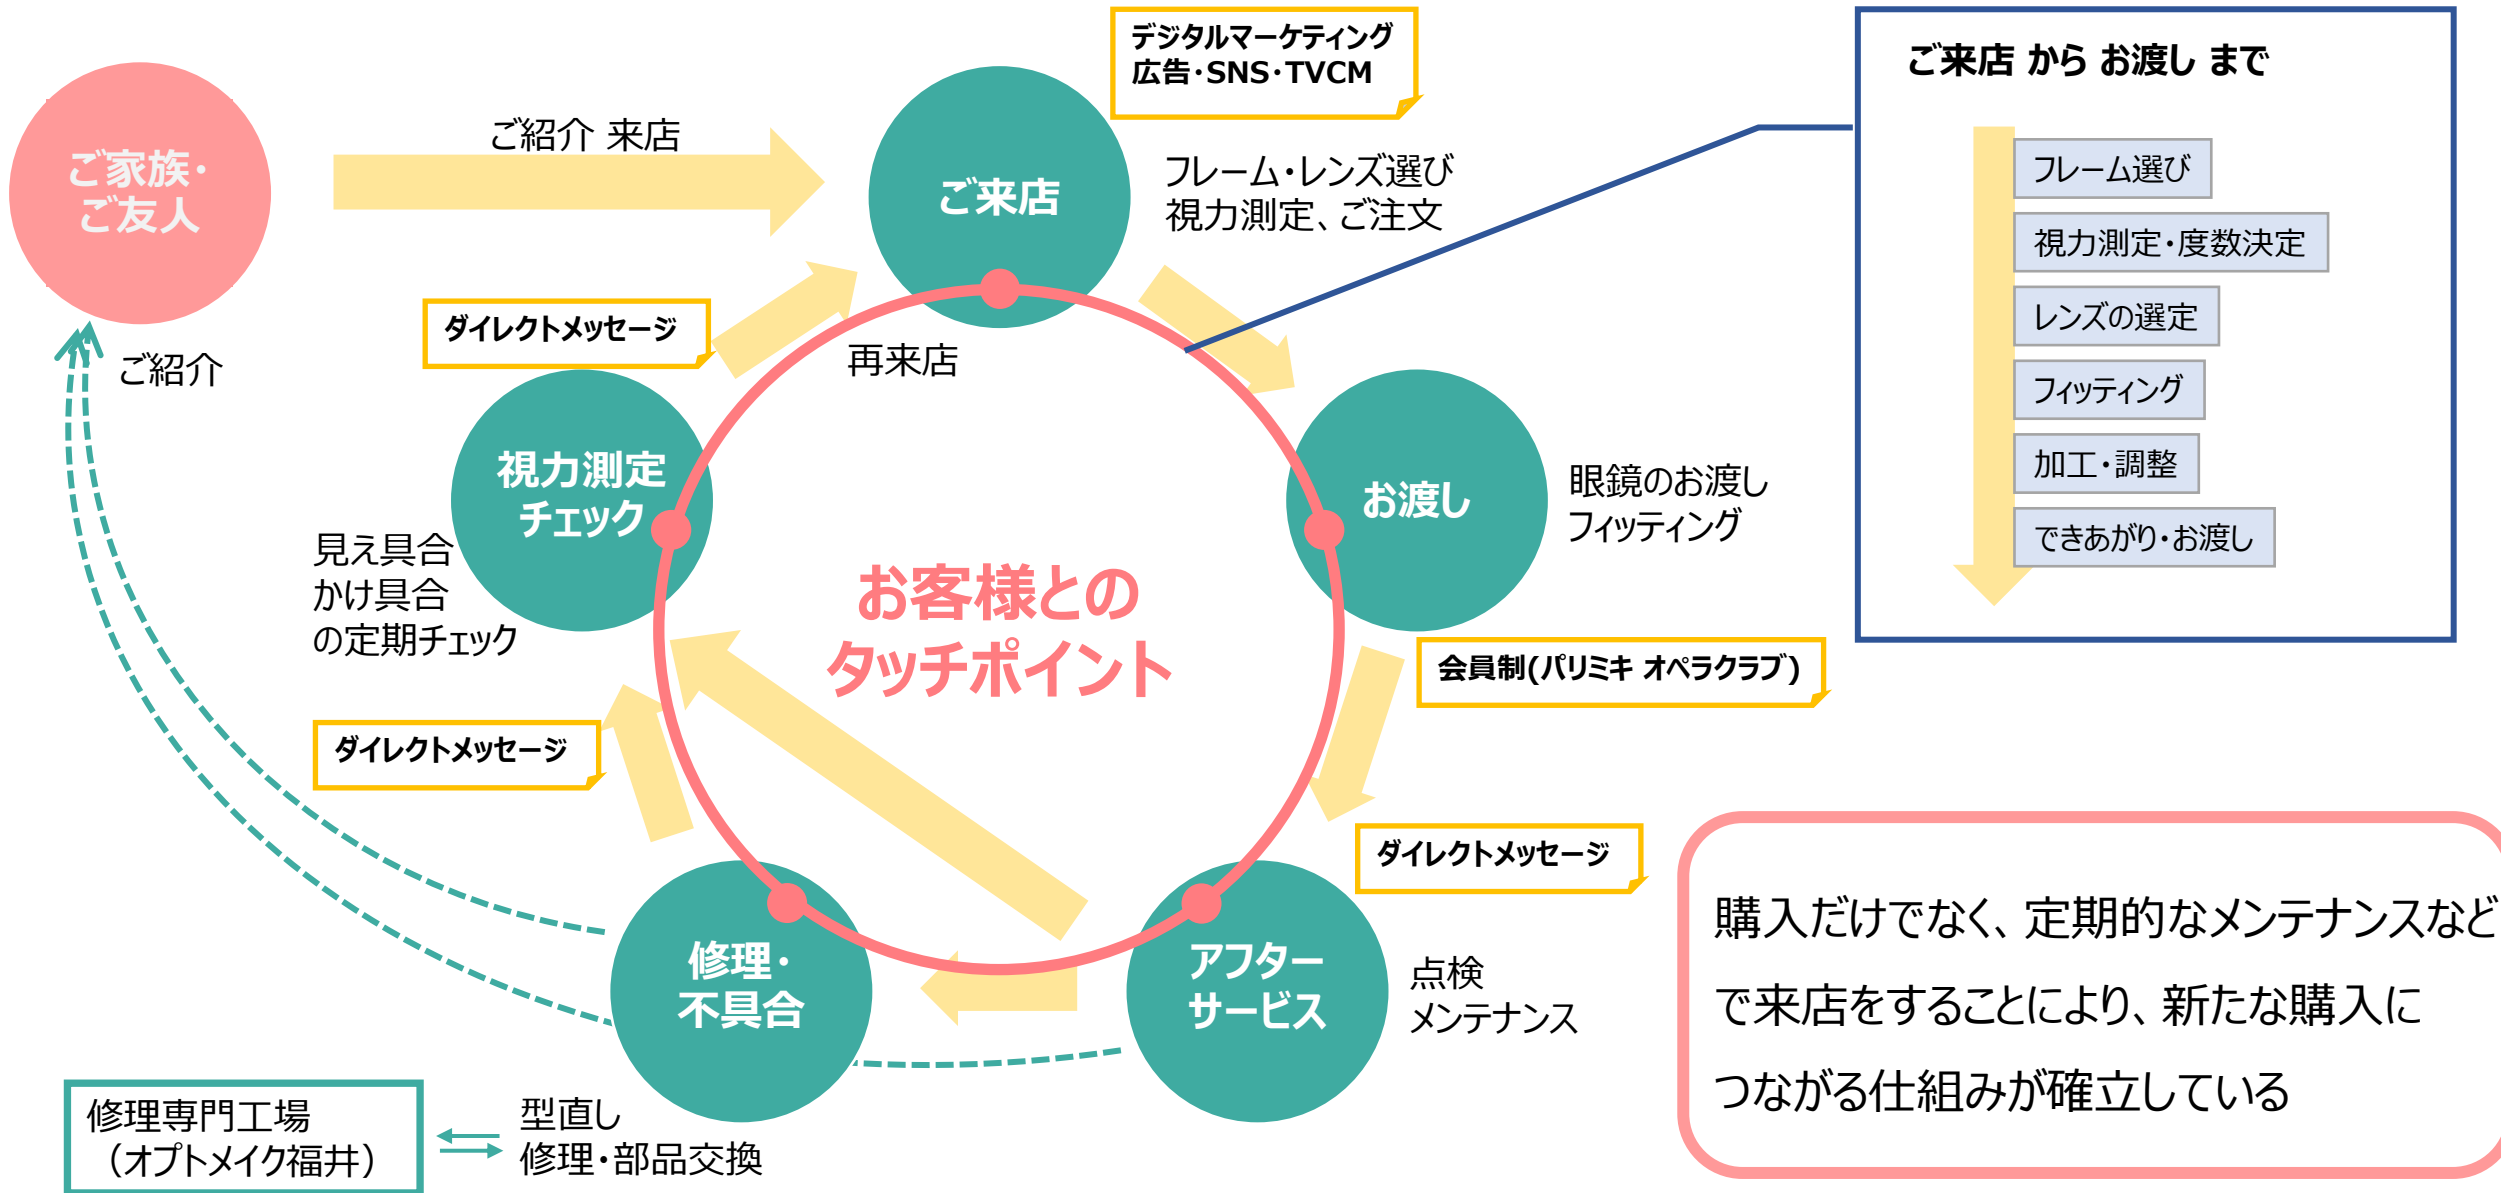 デジタルマーケティング
広告・SNS・TVCM
ご来店 から お渡し まで
ご家族・
ご友人
ご紹介 来店
ご来店
フレーム・レンズ選び
視力測定、ご注文
フレーム選び
視力測定・度数決定
レンズの選定
フィッティング
加工・調整
できあがり・お渡し
ダイレクトメッセージ
再来店
ご紹介
視力測定
チェック
お渡し
眼鏡のお渡し
フィッティング
見え具合
かけ具合
の定期チェック
お客様との
タッチポイント
会員制(パリミキ オペラクラブ)
ダイレクトメッセージ
ダイレクトメッセージ
修理・
不具合
アフター
サービス
点検
メンテナンス
購入だけでなく、定期的なメンテナンスなど
で来店をすることにより、新たな購入に
つながる仕組みが確立している
修理専門工場
（オプトメイク福井）
型直し
修理・部品交換